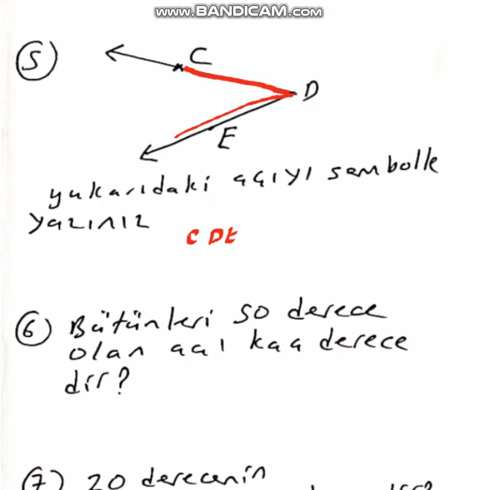 www.BANDICAM.com
5
C
D
E
yukarıdaki açıyı sembolle
yazınız
CDE
6 Bütünleri 50 derece
olan açı kaç derece
dir?
7) 20 derecenin